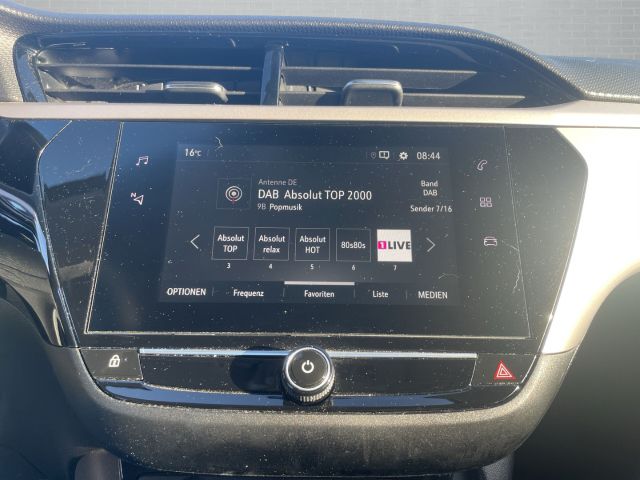 16°C
08:44
Antenne DE
DAB Absolut TOP 2000
9B Popmusik
Band
DAB
Sender 7/16
N
Absolut TOP
Absolut relax
Absolut HOT
80s80s
1LIVE
3 4 5 6 7
OPTIONEN Frequenz Favoriten Liste MEDIEN